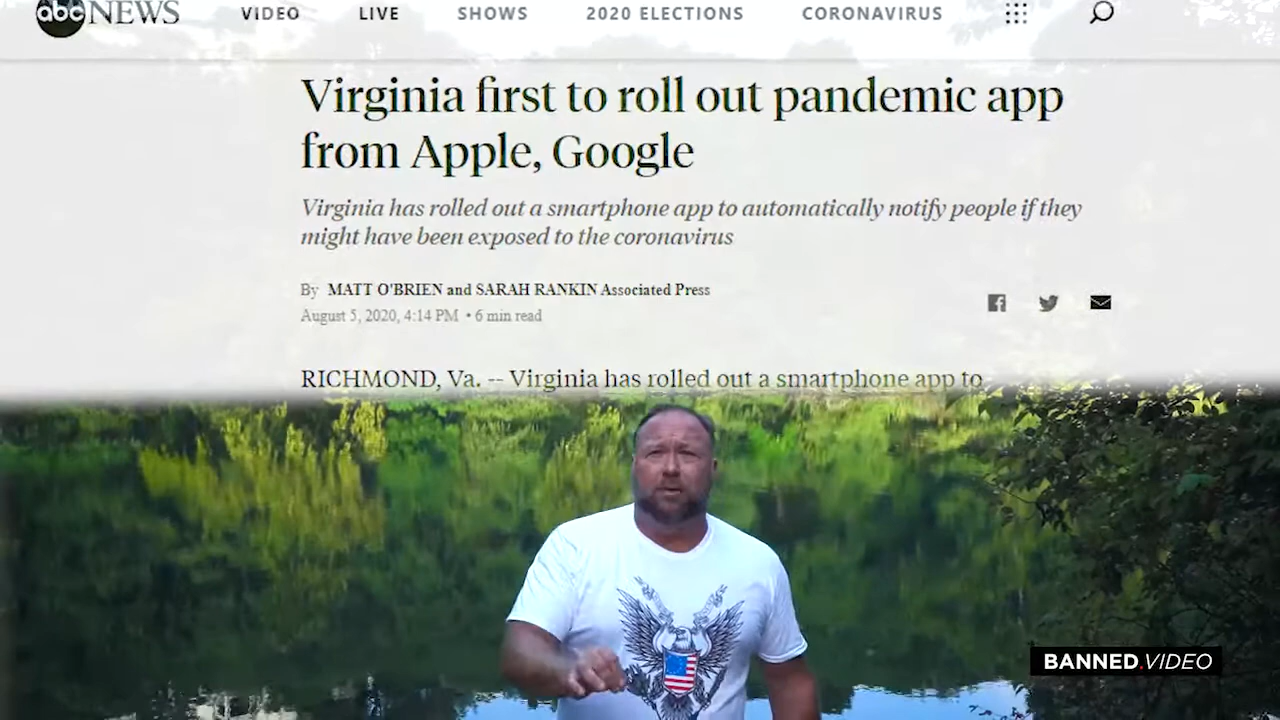 abc NEWS VIDEO LIVE SHOWS 2020 ELECTIONS CORONAVIRUS
Virginia first to roll out pandemic app
from Apple, Google
Virginia has rolled out a smartphone app to automatically notify people if they
might have been exposed to the coronavirus
By MATT O'BRIEN and SARAH RANKIN Associated Press
August 5, 2020, 4:14 PM • 6 min read
RICHMOND, Va. -- Virginia has rolled out a smartphone app to
BANNED.VIDEO